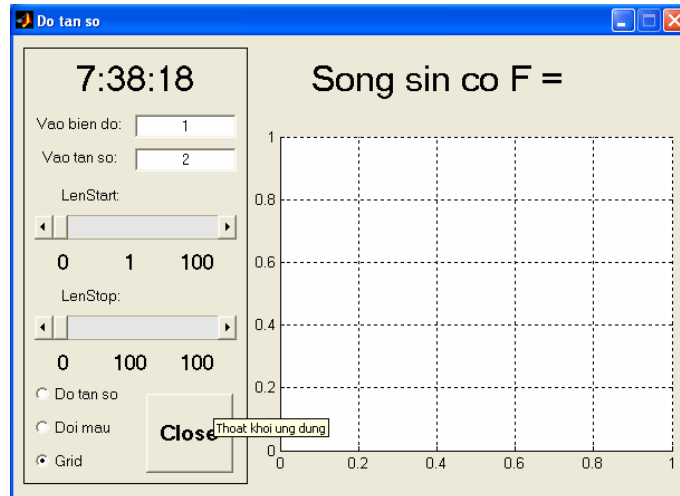 Do tan so
7:38:18
Vao bien do: 1
Vao tan so: 2
LenStart:
0 1 100
LenStop:
0 100 100
Do tan so
Doi mau
Grid
Close
Thoat khoi ung dung
Song sin co F =
1
0.8
0.6
0.4
0.2
0
0 0.2 0.4 0.6 0.8 1